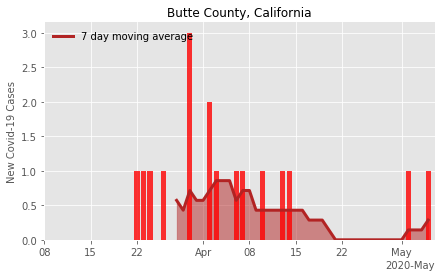 Butte County, California
7 day moving average
New Covid-19 Cases
3.0
2.5
2.0
1.5
1.0
0.5
0.0
08 15 22 Apr 08 15 22 May
2020-May